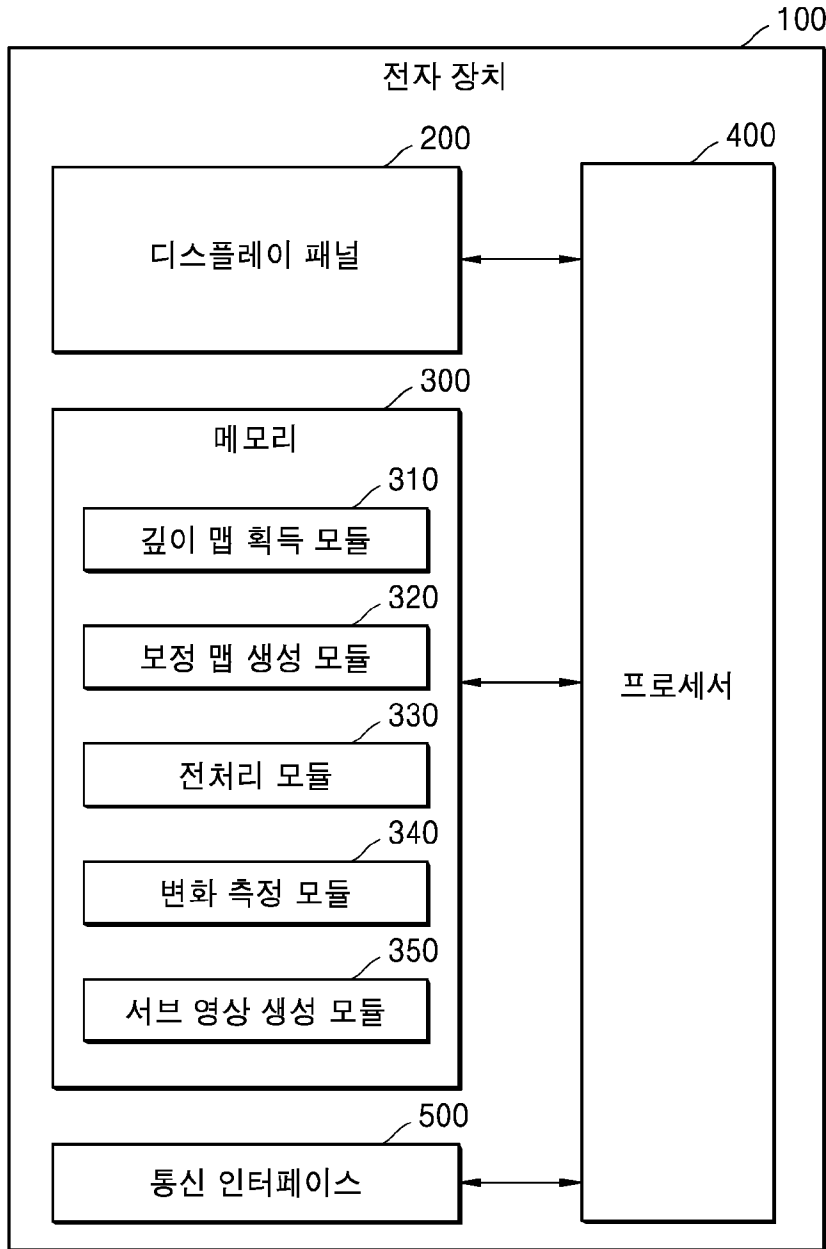 100
전자 장치
200
400
디스플레이 패널
300
메모리
310
깊이 맵 획득 모듈
320
보정 맵 생성 모듈
프로세서
330
전처리 모듈
340
변화 측정 모듈
350
서브 영상 생성 모듈
500
통신 인터페이스